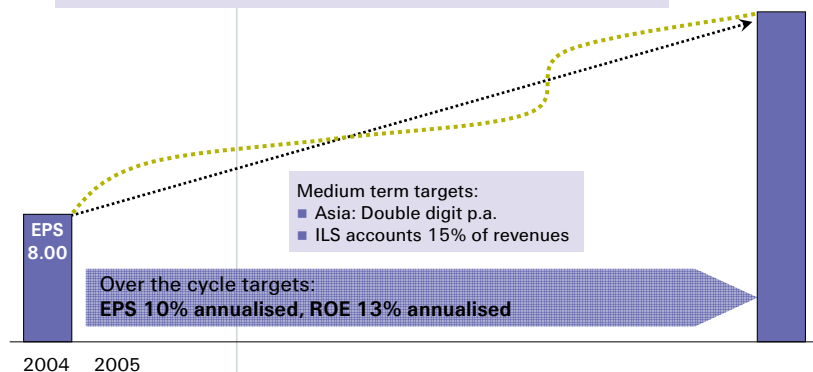 Medium term targets:
■ Asia: Double digit p.a.
■ ILS accounts 15% of revenues
EPS
8.00
Over the cycle targets:
EPS 10% annualised, ROE 13% annualised
2004 2005